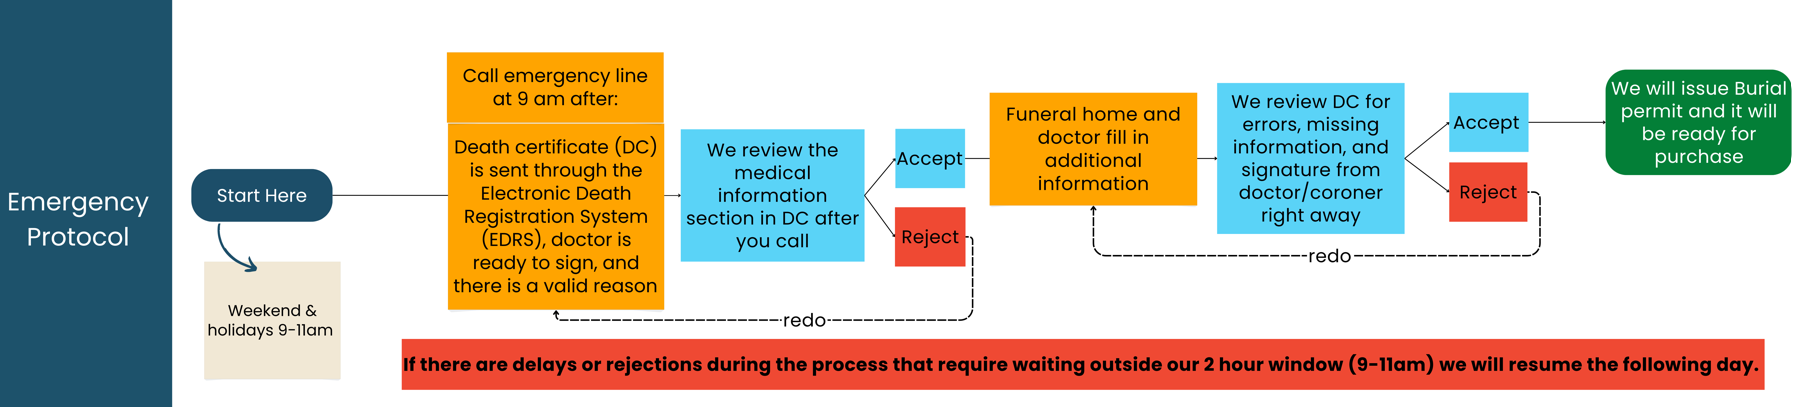 Emergency
Protocol
Start Here
Weekend &
holidays 9-11am
Call emergency line
at 9 am after:
Death certificate (DC)
is sent through the
Electronic Death
Registration System
(EDRS), doctor is
ready to sign, and
there is a valid reason
We review the
medical
information
section in DC after
you call
Accept
Reject
redo
Funeral home and
doctor fill in
additional
information
We review DC for
errors, missing
information, and
signature from
doctor/coroner
right away
Accept
Reject
redo
We will issue Burial
permit and it will
be ready for
purchase
If there are delays or rejections during the process that require waiting outside our 2 hour window (9-11am) we will resume the following day.